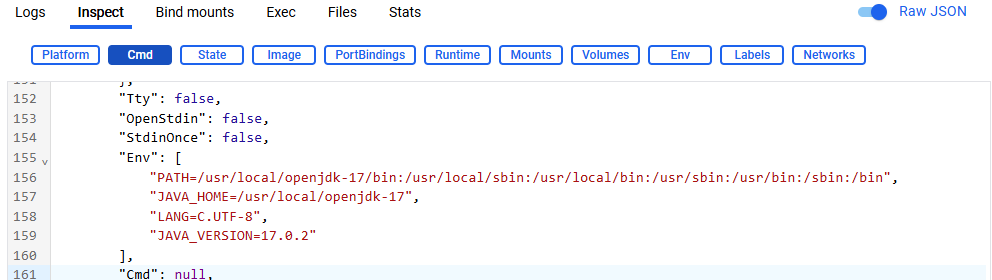 Logs Inspect Bind mounts Exec Files Stats Raw JSON
Platform Cmd State Image PortBindings Runtime Mounts Volumes Env Labels Networks
151 },
152 "Tty": false,
153 "OpenStdin": false,
154 "StdinOnce": false,
155 "Env": [
156 "PATH=/usr/local/openjdk-17/bin:/usr/local/sbin:/usr/local/bin:/usr/sbin:/usr/bin:/sbin:/bin",
157 "JAVA_HOME=/usr/local/openjdk-17",
158 "LANG=C.UTF-8",
159 "JAVA_VERSION=17.0.2"
160 ],
161 "Cmd": null,